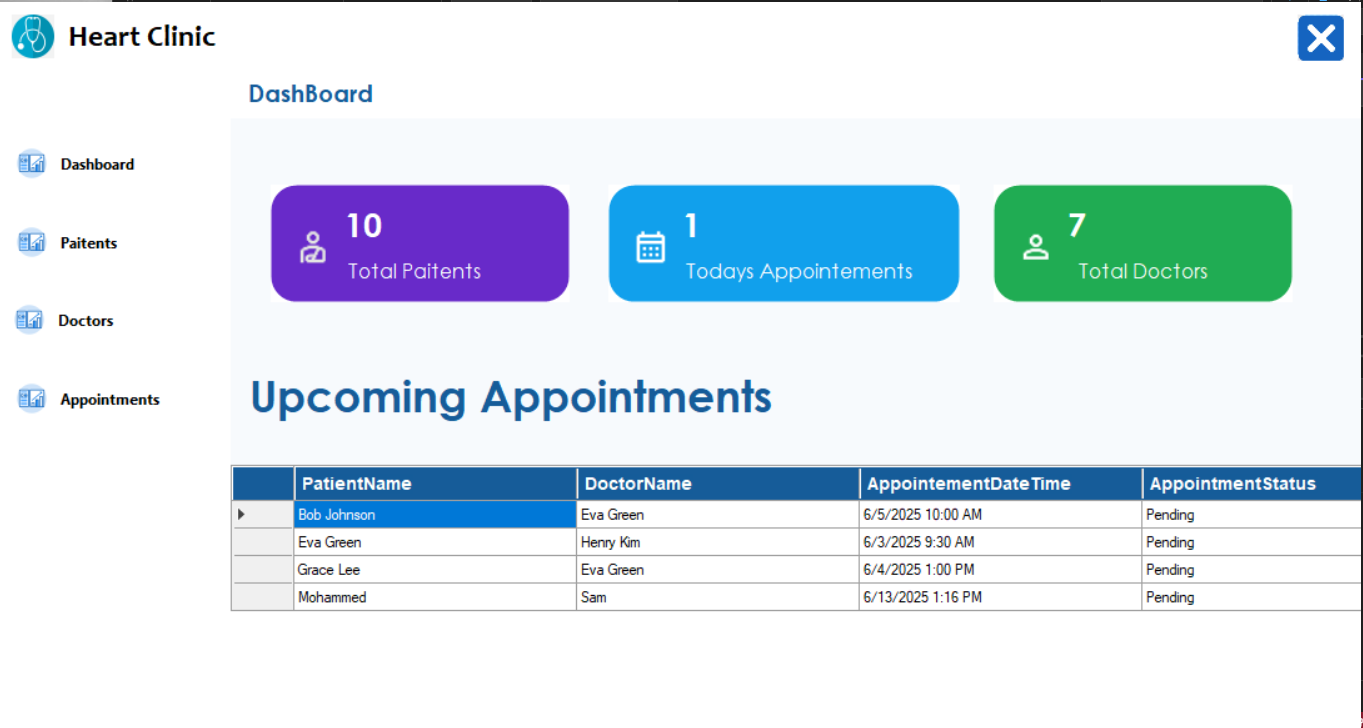 Heart Clinic
DashBoard
Dashboard
Paitents
Doctors
Appointments
10
Total Paitents
1
Todays Appointements
7
Total Doctors
Upcoming Appointments
PatientName DoctorName AppointementDateTime AppointmentStatus
Bob Johnson Eva Green 6/5/2025 10:00 AM Pending
Eva Green Henry Kim 6/3/2025 9:30 AM Pending
Grace Lee Eva Green 6/4/2025 1:00 PM Pending
Mohammed Sam 6/13/2025 1:16 PM Pending